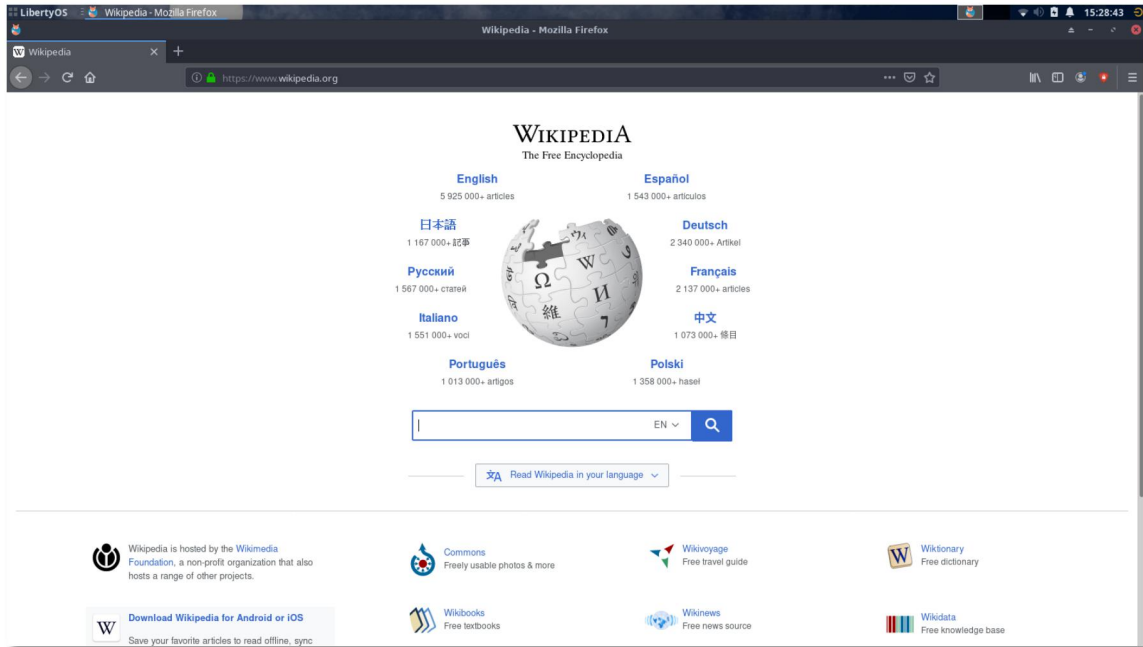 LibertyOS
Wikipedia - Mozilla Firefox
15:28:43
Wikipedia - Mozilla Firefox
Wikipedia
https://www.wikipedia.org
WIKIPEDIA
The Free Encyclopedia
English
5 925 000+ articles
Español
1 543 000+ artículos
日本語
1 167 000+ 記事
Deutsch
2 340 000+ Artikel
Русский
1 567 000+ статей
Français
2 137 000+ articles
Italiano
1 551 000+ voci
中文
1 073 000+ 條目
Português
1 013 000+ artigos
Polski
1 358 000+ haseł
Ω
W
И
維
EN
Read Wikipedia in your language
Wikipedia is hosted by the Wikimedia
Foundation, a non-profit organization that also
hosts a range of other projects.
Commons
Freely usable photos & more
Wikivoyage
Free travel guide
W
Wiktionary
Free dictionary
W
Download Wikipedia for Android or iOS
Save your favorite articles to read offline, sync
Wikibooks
Free textbooks
Wikinews
Free news source
Wikidata
Free knowledge base